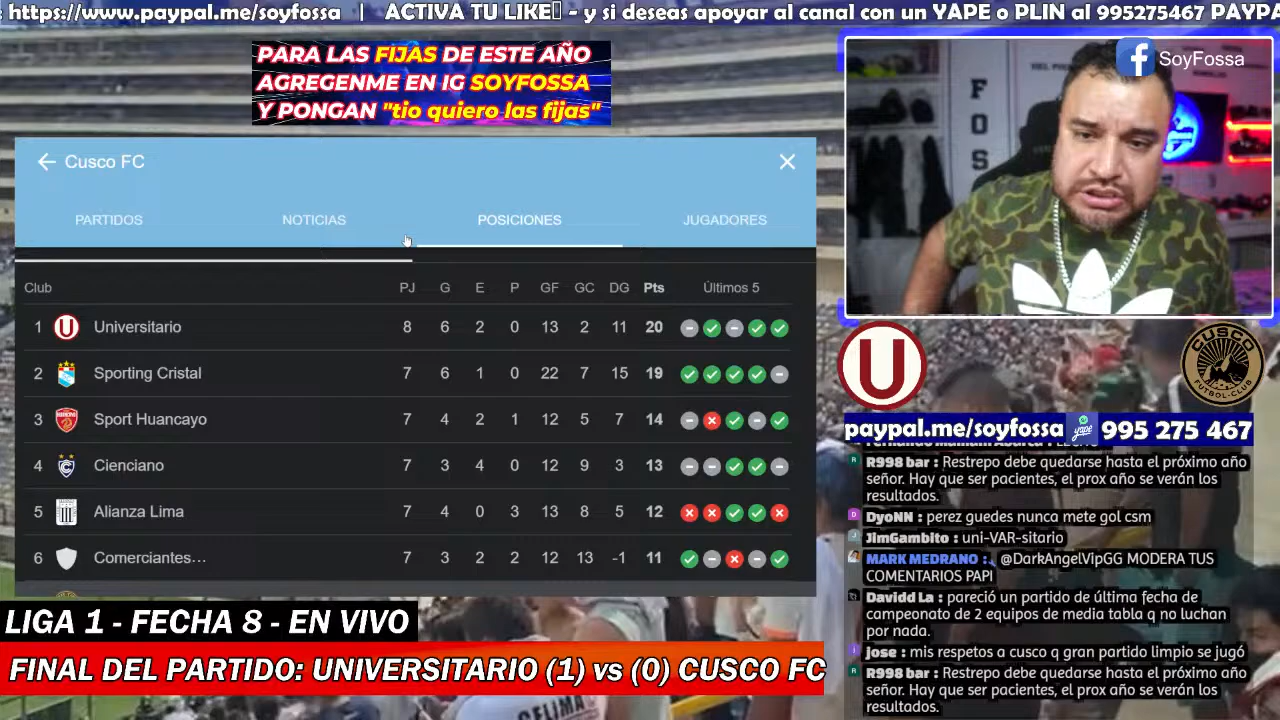 https://www.paypal.me/soyfossa | ACTIVA TU LIKE - y si deseas apoyar al canal con un YAPE o PLIN al 995275467 PAYPA
PARA LAS FIJAS DE ESTE AÑO
AGREGENME EN IG SOYFOSSA
Y PONGAN "tio quiero las fijas"
SoyFossa
F
O
S
Cusco FC
PARTIDOS NOTICIAS POSICIONES JUGADORES
Club PJ G E P GF GC DG Pts Últimos 5
1 U Universitario 8 6 2 0 13 2 11 20
2 Sporting Cristal 7 6 1 0 22 7 15 19
3 Sport Huancayo 7 4 2 1 12 5 7 14
4 Cienciano 7 3 4 0 12 9 3 13
5 Alianza Lima 7 4 0 3 13 8 5 12
6 Comerciantes... 7 3 2 2 12 13 -1 11
LIGA 1 - FECHA 8 - EN VIVO
FINAL DEL PARTIDO: UNIVERSITARIO (1) vs (0) CUSCO FC
U
CUSCO
FUTBOL-CLUB
paypal.me/soyfossa yape 995 275 467
R998 bar : Restrepo debe quedarse hasta el próximo año
señor. Hay que ser pacientes, el prox año se verán los
resultados.
DyoNN : perez guedes nunca mete gol csm
JimGambito : uni-VAR-sitario
MARK MEDRANO : @DarkAngelVipGG MODERA TUS
COMENTARIOS PAPI
Davidd La : pareció un partido de última fecha de
campeonato de 2 equipos de media tabla q no luchan
por nada.
jose : mis respetos a cusco q gran partido limpio se jugó
R998 bar : Restrepo debe quedarse hasta el próximo año
señor. Hay que ser pacientes, el prox año se verán los
resultados.